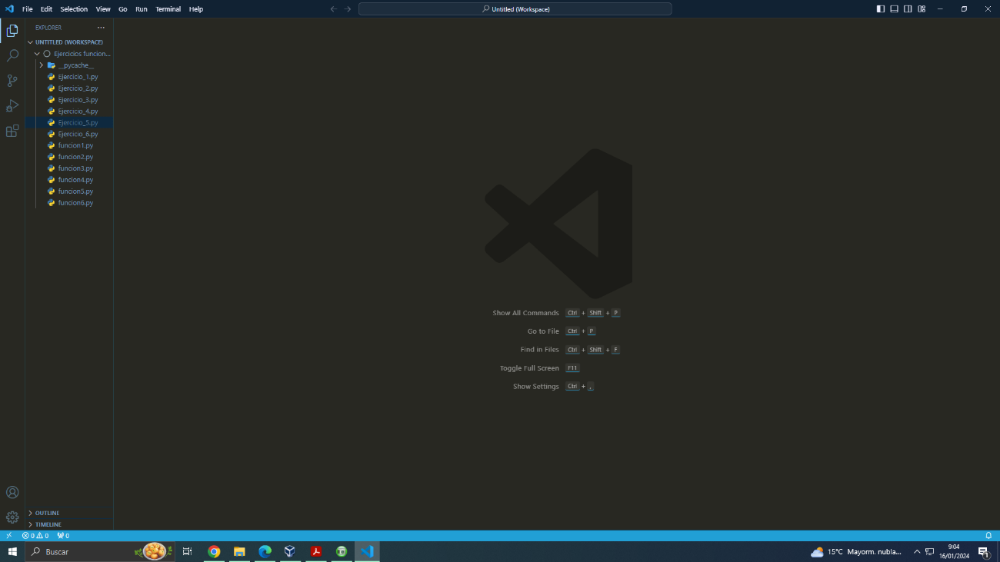 File Edit Selection View Go Run Terminal Help
Untitled (Workspace)
EXPLORER
UNTITLED (WORKSPACE)
Ejercicios funcion...
__pycache__
Ejercicio_1.py
Ejercicio_2.py
Ejercicio_3.py
Ejercicio_4.py
Ejercicio_5.py
Ejercicio_6.py
funcion1.py
funcion2.py
funcion3.py
funcion4.py
funcion5.py
funcion6.py
Show All Commands Ctrl + Shift + P
Go to File Ctrl + P
Find in Files Ctrl + Shift + F
Toggle Full Screen F11
Show Settings Ctrl + ,
OUTLINE
TIMELINE
0 0 0
Buscar
15°C Mayorm. nubla...
9:04
16/01/2024
1